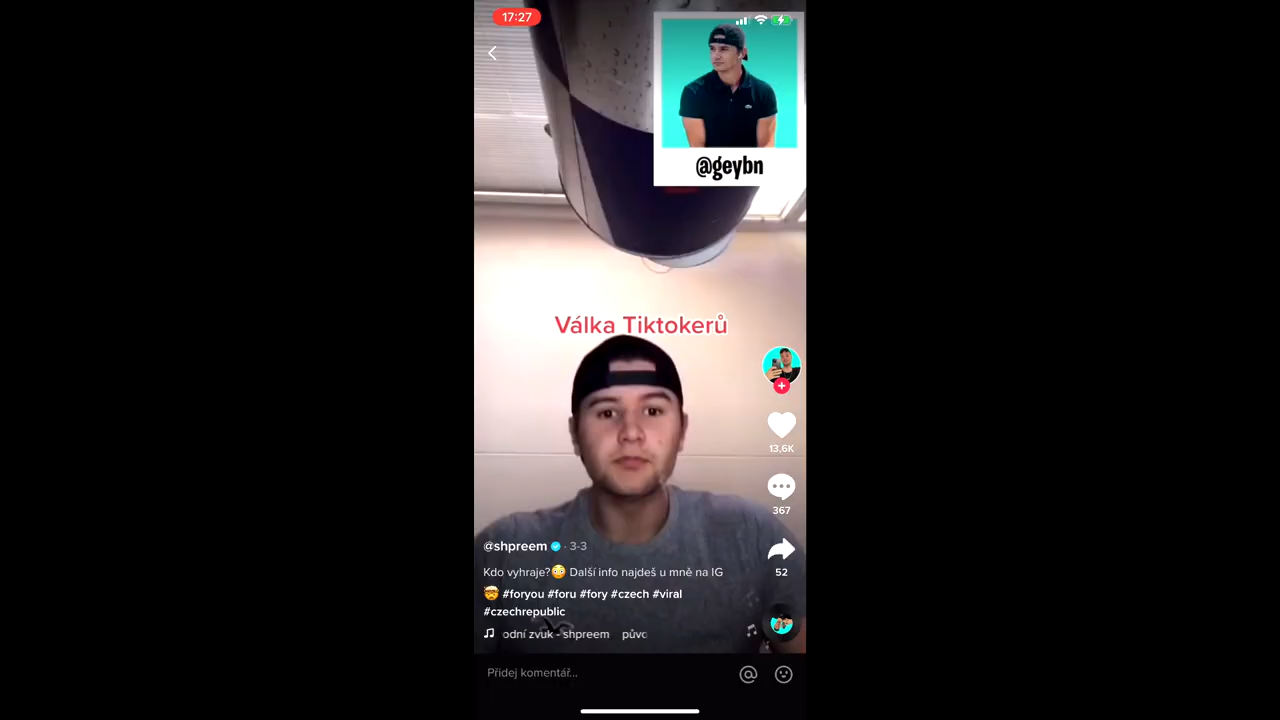 17:27
@geybn
Válka Tiktokerů
13,6K
367
@shpreem · 3-3
52
Kdo vyhraje?😳 Další info najdeš u mně na IG
🤯 #foryou #foru #fory #czech #viral
#czechrepublic
odní zvuk - shpreem půvo
Přidej komentář...